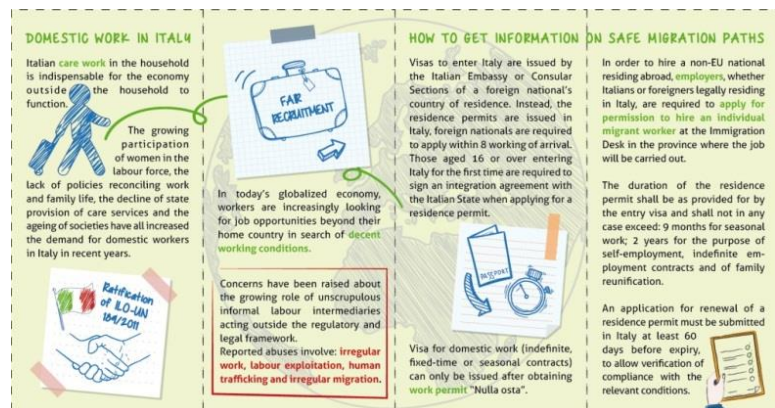 DOMESTIC WORK IN ITALY
Italian care work in the household
is indispensable for the economy
outside the household to
function.
The growing
participation
of women in the
labour force, the
lack of policies reconciling work
and family life, the decline of state
provision of care services and the
ageing of societies have all increased
the demand for domestic workers
in Italy in recent years.
Ratification
of ILO-UN
189/2011
FAIR
RECRUITMENT
In today's globalized economy,
workers are increasingly looking
for job opportunities beyond their
home country in search of decent
working conditions.
Concerns have been raised about
the growing role of unscrupulous
informal labour intermediaries
acting outside the regulatory and
legal framework.
Reported abuses involve: irregular
work, labour exploitation, human
trafficking and irregular migration.
HOW TO GET INFORMATION ON SAFE MIGRATION PATHS
Visas to enter Italy are issued by
the Italian Embassy or Consular
Sections of a foreign national's
country of residence. Instead, the
residence permits are issued in
Italy, foreign nationals are required
to apply within 8 working of arrival.
Those aged 16 or over entering
Italy for the first time are required to
sign an integration agreement with
the Italian State when applying for a
residence permit.
PASSPORT
Visa for domestic work (indefinite,
fixed-time or seasonal contracts)
can only be issued after obtaining
work permit "Nulla osta".
In order to hire a non-EU national
residing abroad, employers, whether
Italians or foreigners legally residing
in Italy, are required to apply for
permission to hire an individual
migrant worker at the Immigration
Desk in the province where the job
will be carried out.
The duration of the residence
permit shall be as provided for by
the entry visa and shall not in any
case exceed: 9 months for seasonal
work; 2 years for the purpose of
self-employment, indefinite em-
ployment contracts and of family
reunification.
An application for renewal of a
residence permit must be submitted
in Italy at least 60
days before expiry,
to allow verification of
compliance with the
relevant conditions.